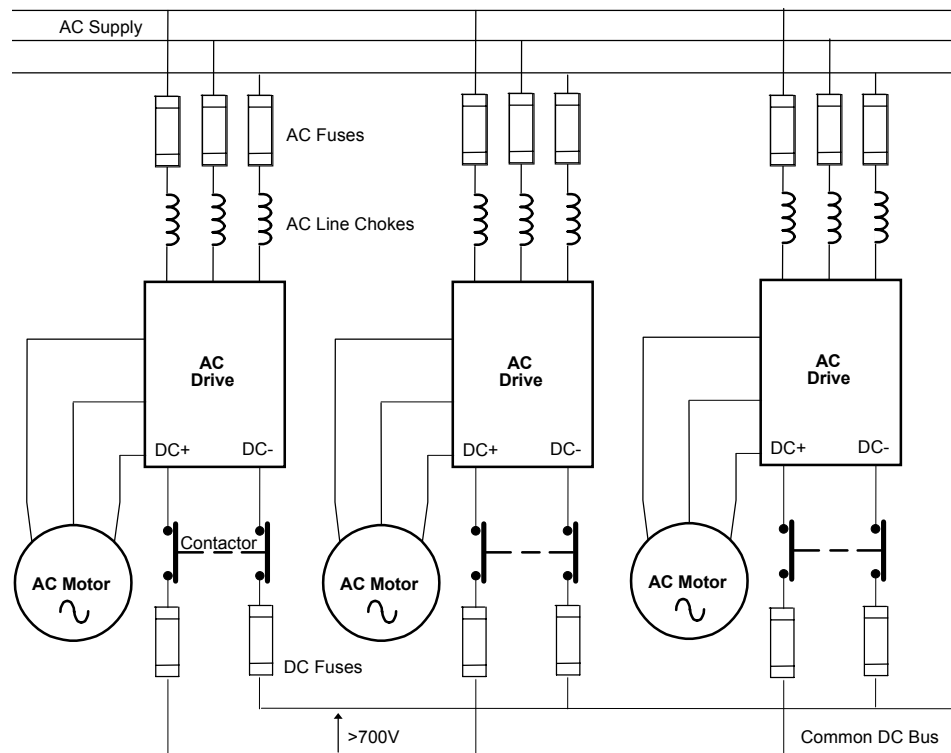 AC Supply
AC Fuses
AC Line Chokes
AC
Drive
AC
Drive
AC
Drive
DC+ DC-
DC+ DC-
DC+ DC-
Contactor
AC Motor
AC Motor
AC Motor
DC Fuses
>700V
Common DC Bus